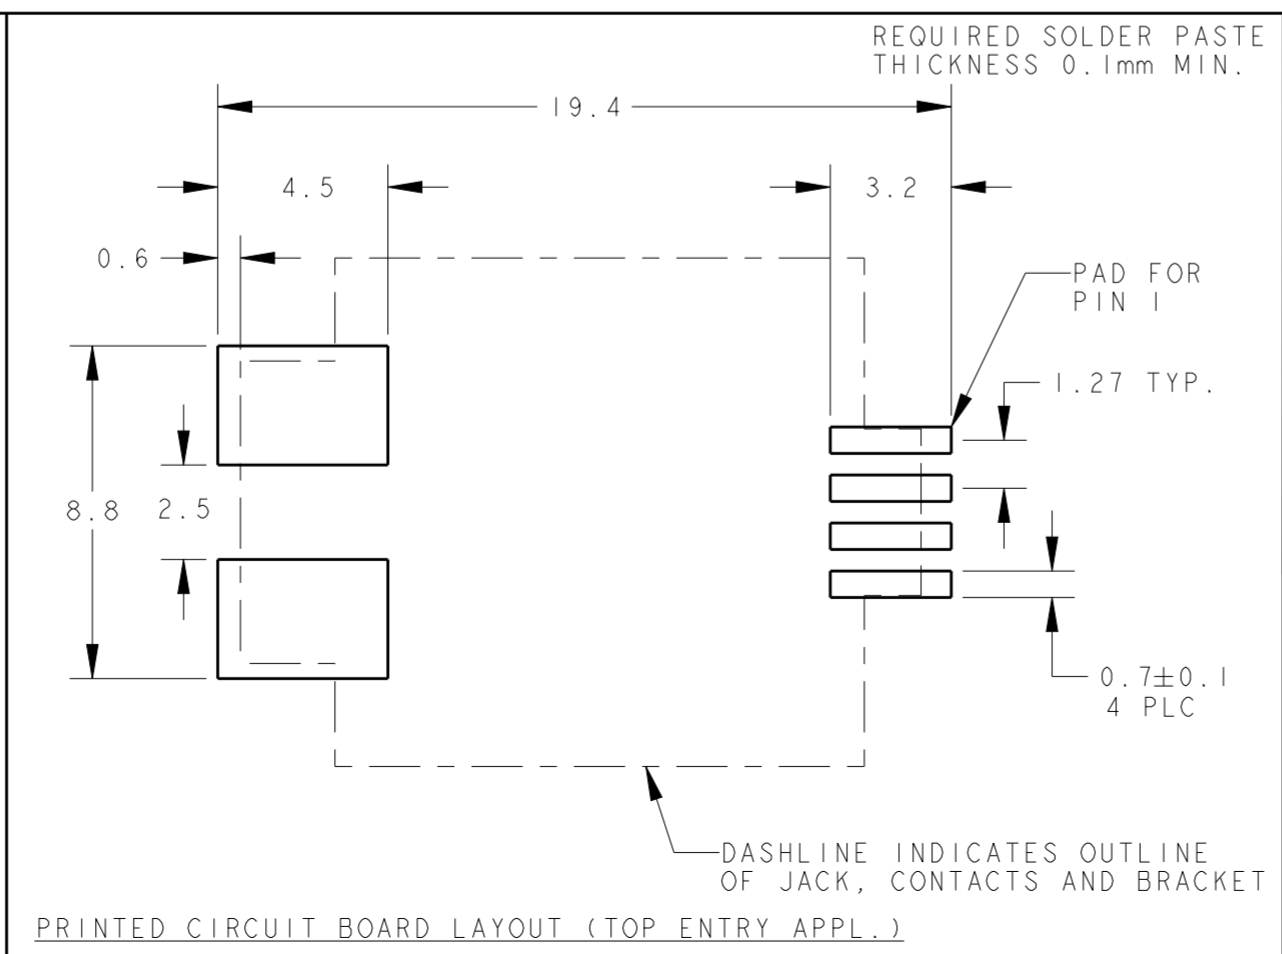 REQUIRED SOLDER PASTE
THICKNESS 0.1mm MIN.
19.4
4.5
3.2
0.6
PAD FOR
PIN 1
1.27 TYP.
8.8
2.5
0.7±0.1
4 PLC
DASHLINE INDICATES OUTLINE
OF JACK, CONTACTS AND BRACKET
PRINTED CIRCUIT BOARD LAYOUT (TOP ENTRY APPL.)